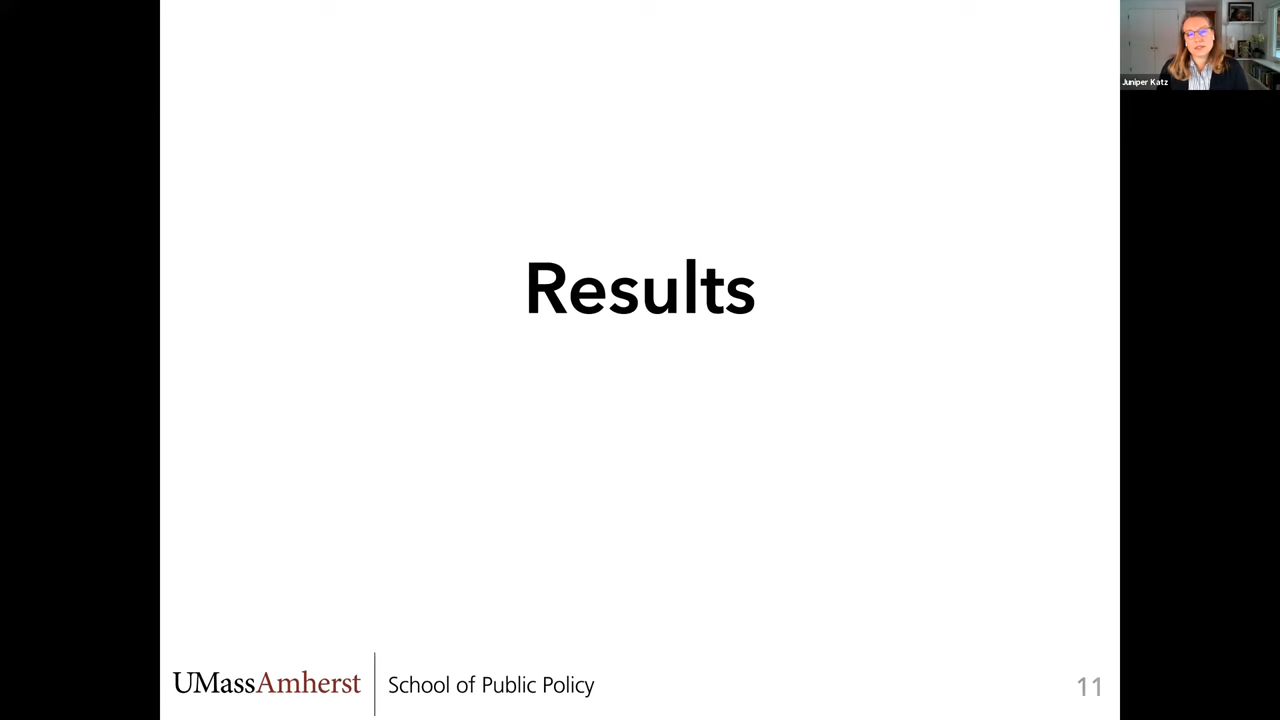 Juniper Katz
Results
UMassAmherst
School of Public Policy
11